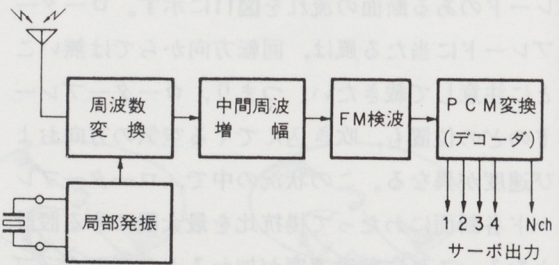 周波数
変換
中間周波
増幅
FM検波
PCM変換
(デコーダ)
局部発振
1 2 3 4 Nch
サーボ出力